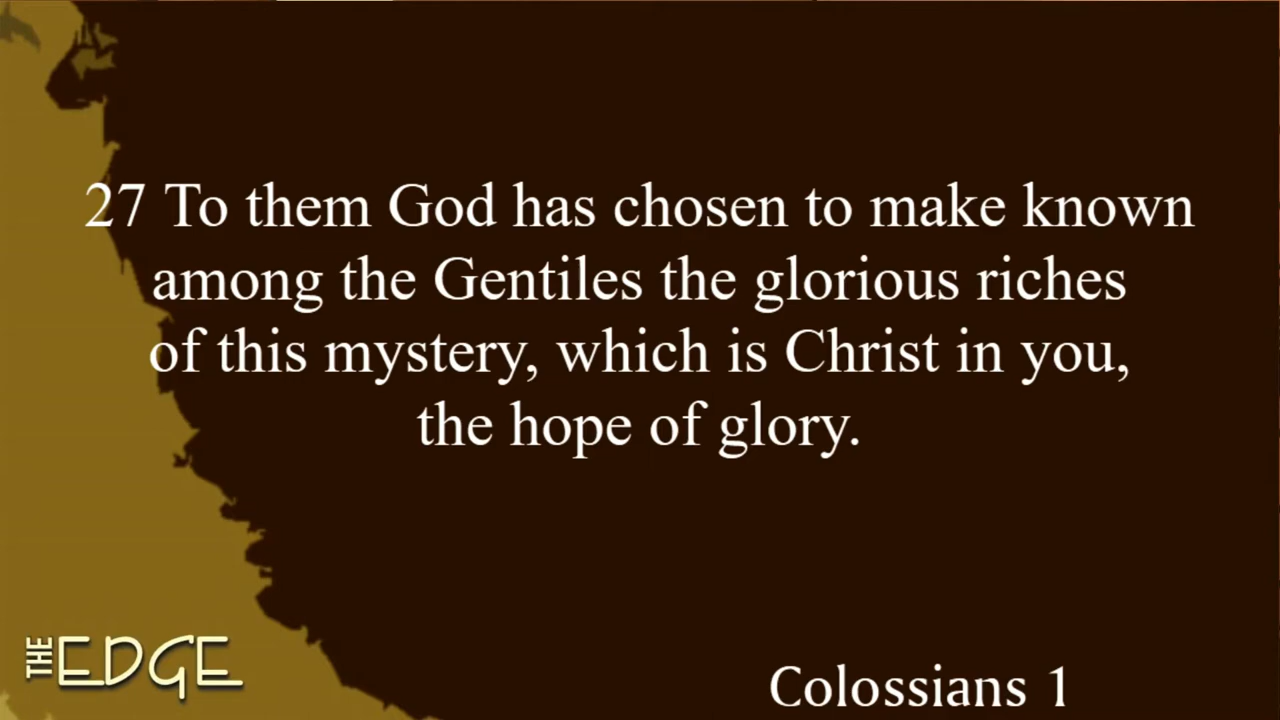 27 To them God has chosen to make known
among the Gentiles the glorious riches
of this mystery, which is Christ in you,
the hope of glory.
THE EDGE
Colossians 1